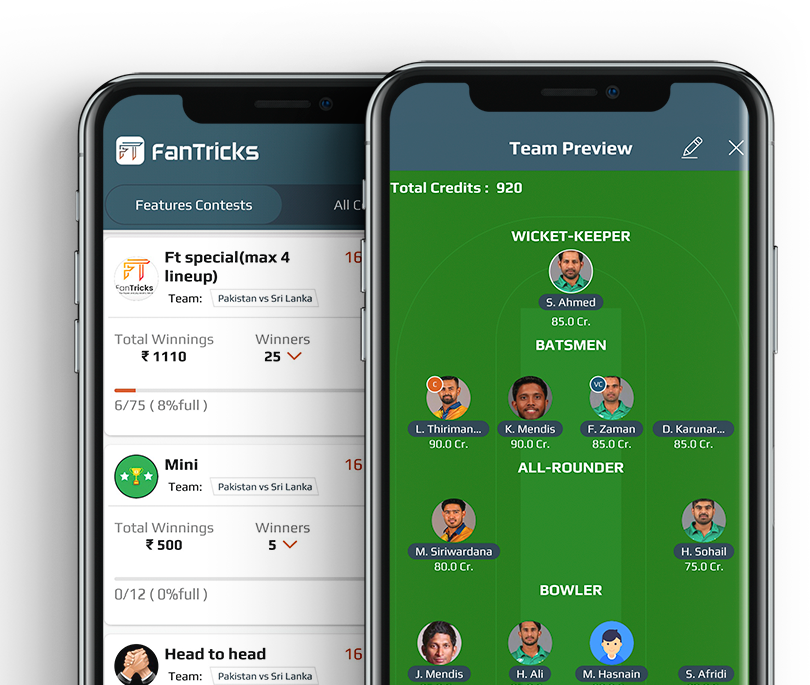 FT FanTricks
Features Contests
All C
Ft special(max 4
lineup)
16
FT
FanTricks
Team: Pakistan vs Sri Lanka
Total Winnings Winners
₹ 1110 25
6/75 ( 8%full )
Mini
16
Team: Pakistan vs Sri Lanka
Total Winnings Winners
₹ 500 5
0/12 ( 0%full )
Head to head
16
Team: Pakistan vs Sri Lanka
Team Preview
Total Credits : 920
WICKET-KEEPER
S. Ahmed
85.0 Cr.
BATSMEN
C VC
L. Thiriman... K. Mendis F. Zaman D. Karunar...
90.0 Cr. 90.0 Cr. 85.0 Cr. 85.0 Cr.
ALL-ROUNDER
M. Siriwardana H. Sohail
80.0 Cr. 75.0 Cr.
BOWLER
J. Mendis H. Ali M. Hasnain S. Afridi